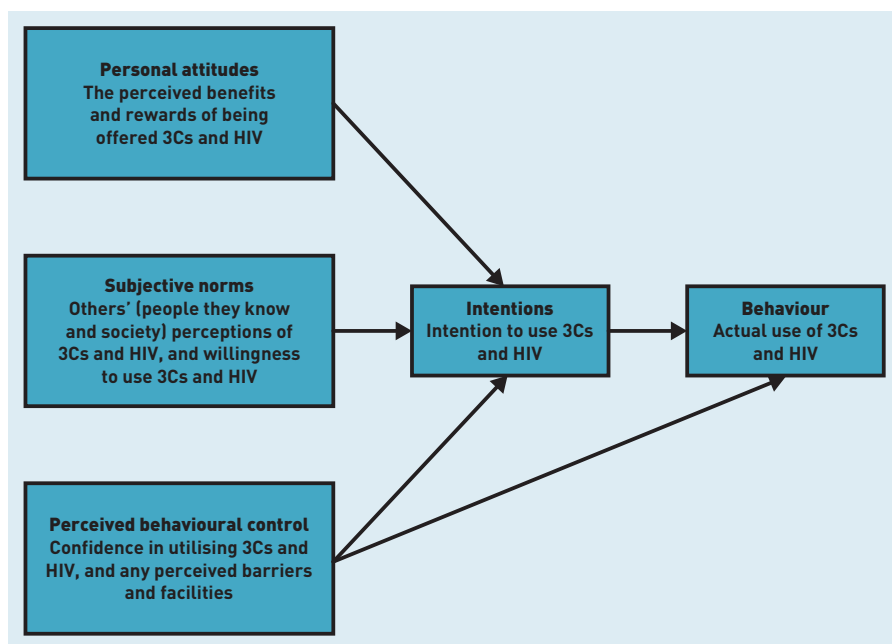 Personal attitudes
The perceived benefits
and rewards of being
offered 3Cs and HIV
Subjective norms
Others’ (people they know
and society) perceptions of
3Cs and HIV, and willingness
to use 3Cs and HIV
Perceived behavioural control
Confidence in utilising 3Cs and
HIV, and any perceived barriers
and facilities
Intentions
Intention to use 3Cs
and HIV
Behaviour
Actual use of 3Cs
and HIV